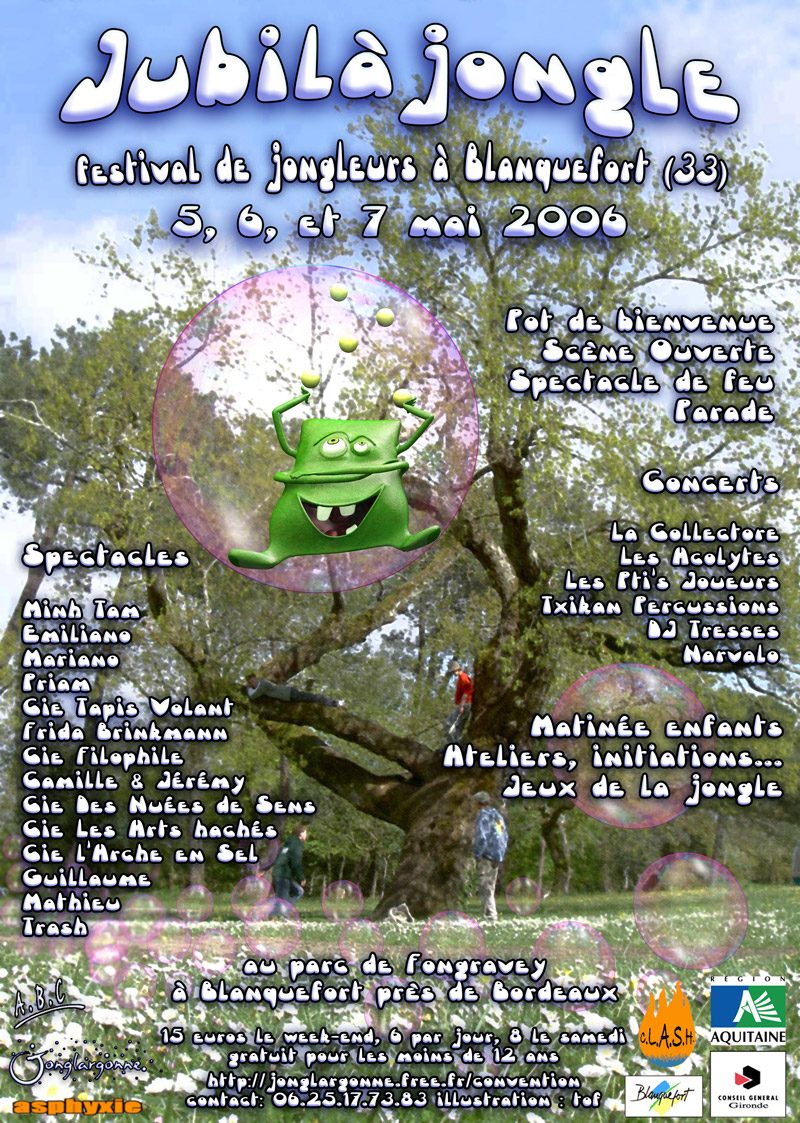 Jubilà jongle
festival de jongleurs à Blanquefort (33)
5, 6, et 7 mai 2006
Pot de bienvenue
Scène Ouverte
Spectacle de feu
Parade
Concerts
La Collectore
Les Acolytes
Les Pti's Joueurs
Txikan Percussions
DJ Tresses
Narvalo
Spectacles
Minh Tam
Emiliano
Mariano
Priam
Cie Tapis Volant
Frida Brinkmann
Cie Filophile
Camille & Jérémy
Cie Des Nuées de Sens
Cie Les Arts hachés
Cie L'Arche en Sel
Guillaume
Mathieu
Trash
Matinée enfants
Ateliers, initiations...
Jeux de la jongle
au parc de Fongravey
à Blanquefort près de Bordeaux
15 euros le week-end, 6 par jour, 8 le samedi
gratuit pour les moins de 12 ans
http://jonglargonne.free.fr/convention
contact: 06.25.17.73.83 illustration : tof
A.B.C
Jonglargonne.
asphyxie
C.L.A.S.H.
RÉGION
AQUITAINE
Blanquefort
CONSEIL GENERAL
Gironde